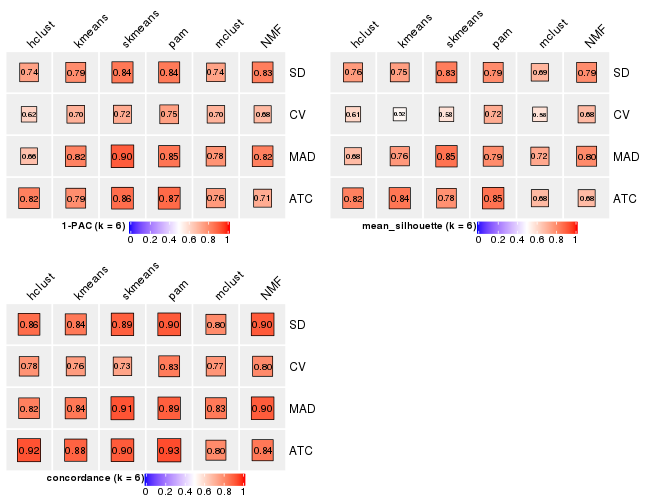 hclust kmeans skmeans pam mclust NMF
0.74 0.79 0.84 0.84 0.74 0.83 SD
0.62 0.70 0.72 0.75 0.70 0.68 CV
0.66 0.82 0.90 0.85 0.78 0.82 MAD
0.82 0.79 0.86 0.87 0.76 0.71 ATC
1-PAC (k = 6)
0 0.2 0.4 0.6 0.8 1
hclust kmeans skmeans pam mclust NMF
0.76 0.75 0.83 0.79 0.69 0.79 SD
0.61 0.52 0.58 0.72 0.58 0.68 CV
0.68 0.76 0.85 0.79 0.72 0.80 MAD
0.82 0.84 0.78 0.85 0.68 0.68 ATC
mean_silhouette (k = 6)
0 0.2 0.4 0.6 0.8 1
hclust kmeans skmeans pam mclust NMF
0.86 0.84 0.89 0.90 0.80 0.90 SD
0.78 0.76 0.73 0.83 0.77 0.80 CV
0.82 0.84 0.91 0.89 0.83 0.90 MAD
0.92 0.88 0.90 0.93 0.80 0.84 ATC
concordance (k = 6)
0 0.2 0.4 0.6 0.8 1